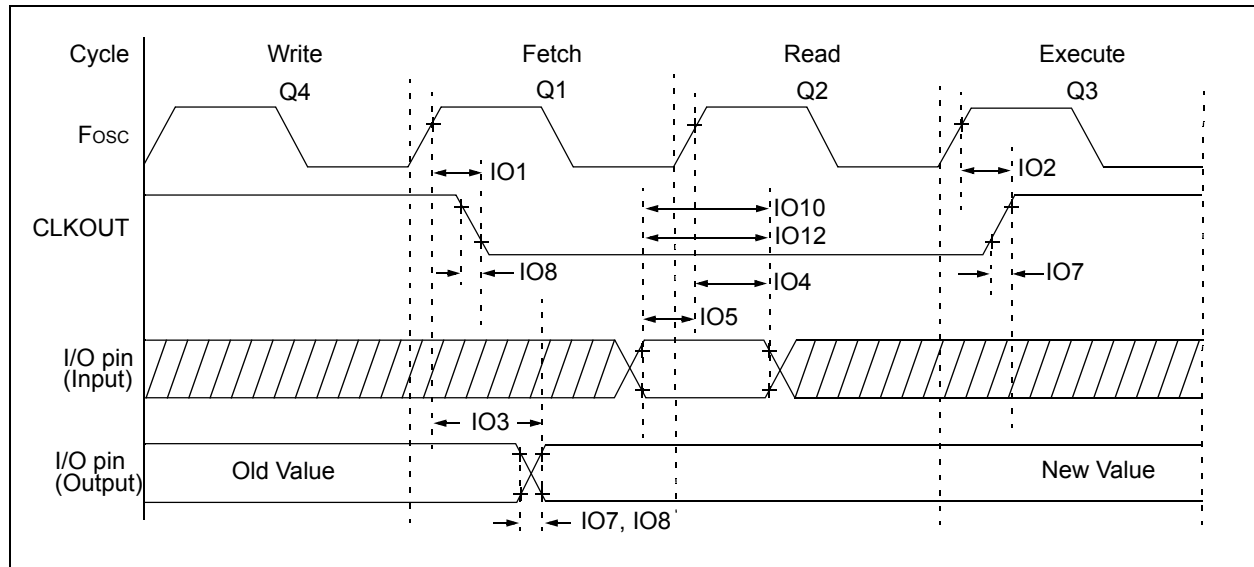 Cycle Write Fetch Read Execute
Q4 Q1 Q2 Q3
FOSC
IO1 IO2
CLKOUT
IO10
IO12
IO8 IO4 IO7
IO5
I/O pin
(Input)
IO3
I/O pin
(Output)
Old Value New Value
IO7, IO8